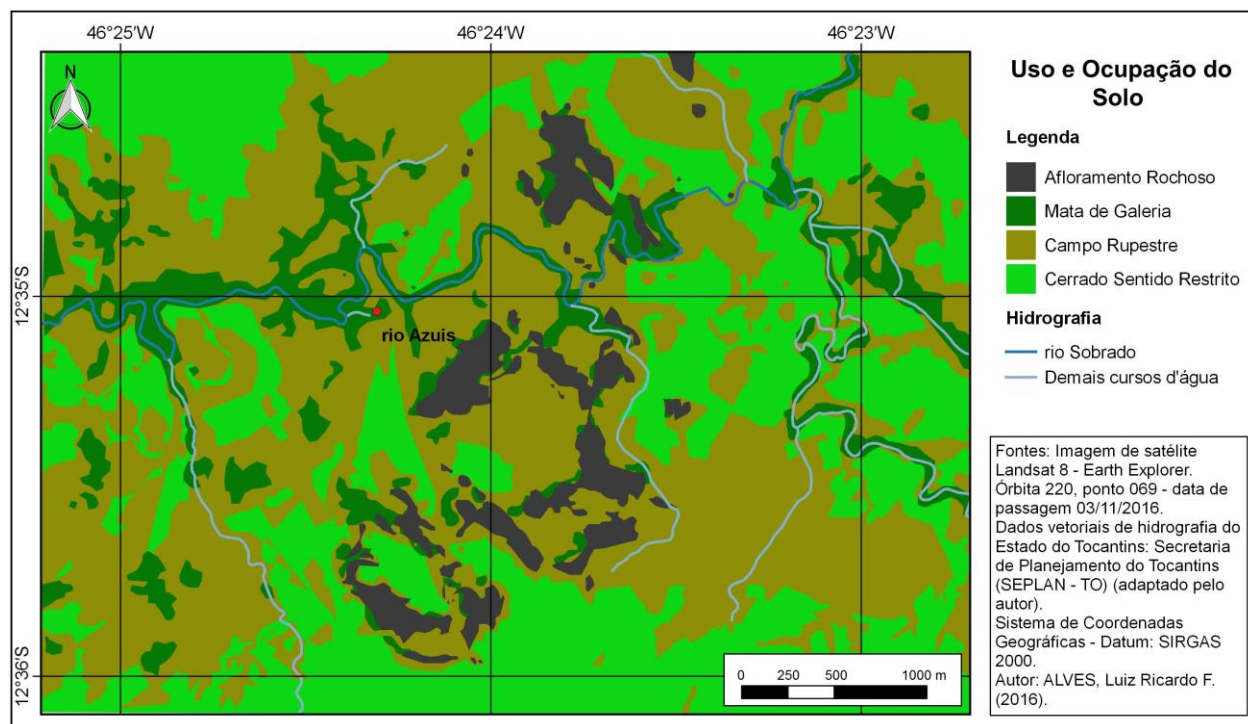 46°25'W
46°24'W
46°23'W
N
12°35'S
12°36'S
rio Azuis
0 250 500 1000 m
Uso e Ocupação do
Solo
Legenda
Afloramento Rochoso
Mata de Galeria
Campo Rupestre
Cerrado Sentido Restrito
Hidrografia
rio Sobrado
Demais cursos d'água
Fontes: Imagem de satélite
Landsat 8 - Earth Explorer.
Órbita 220, ponto 069 - data de
passagem 03/11/2016.
Dados vetoriais de hidrografia do
Estado do Tocantins: Secretaria
de Planejamento do Tocantins
(SEPLAN - TO) (adaptado pelo
autor).
Sistema de Coordenadas
Geográficas - Datum: SIRGAS
2000.
Autor: ALVES, Luiz Ricardo F.
(2016).